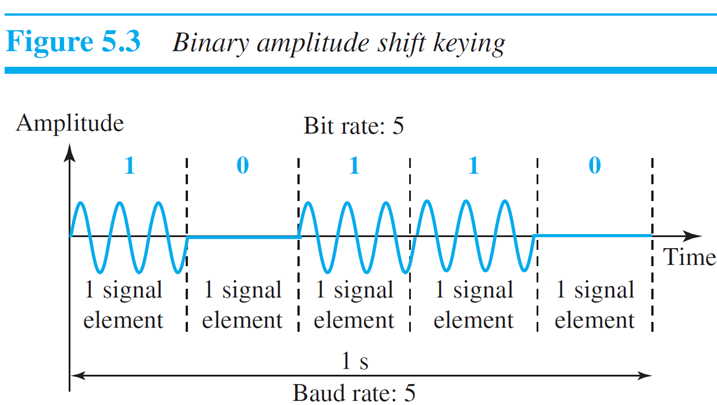 Figure 5.3 Binary amplitude shift keying
Amplitude
Bit rate: 5
1 0 1 1 0
Time
1 signal 1 signal 1 signal 1 signal 1 signal
element element element element element
1 s
Baud rate: 5